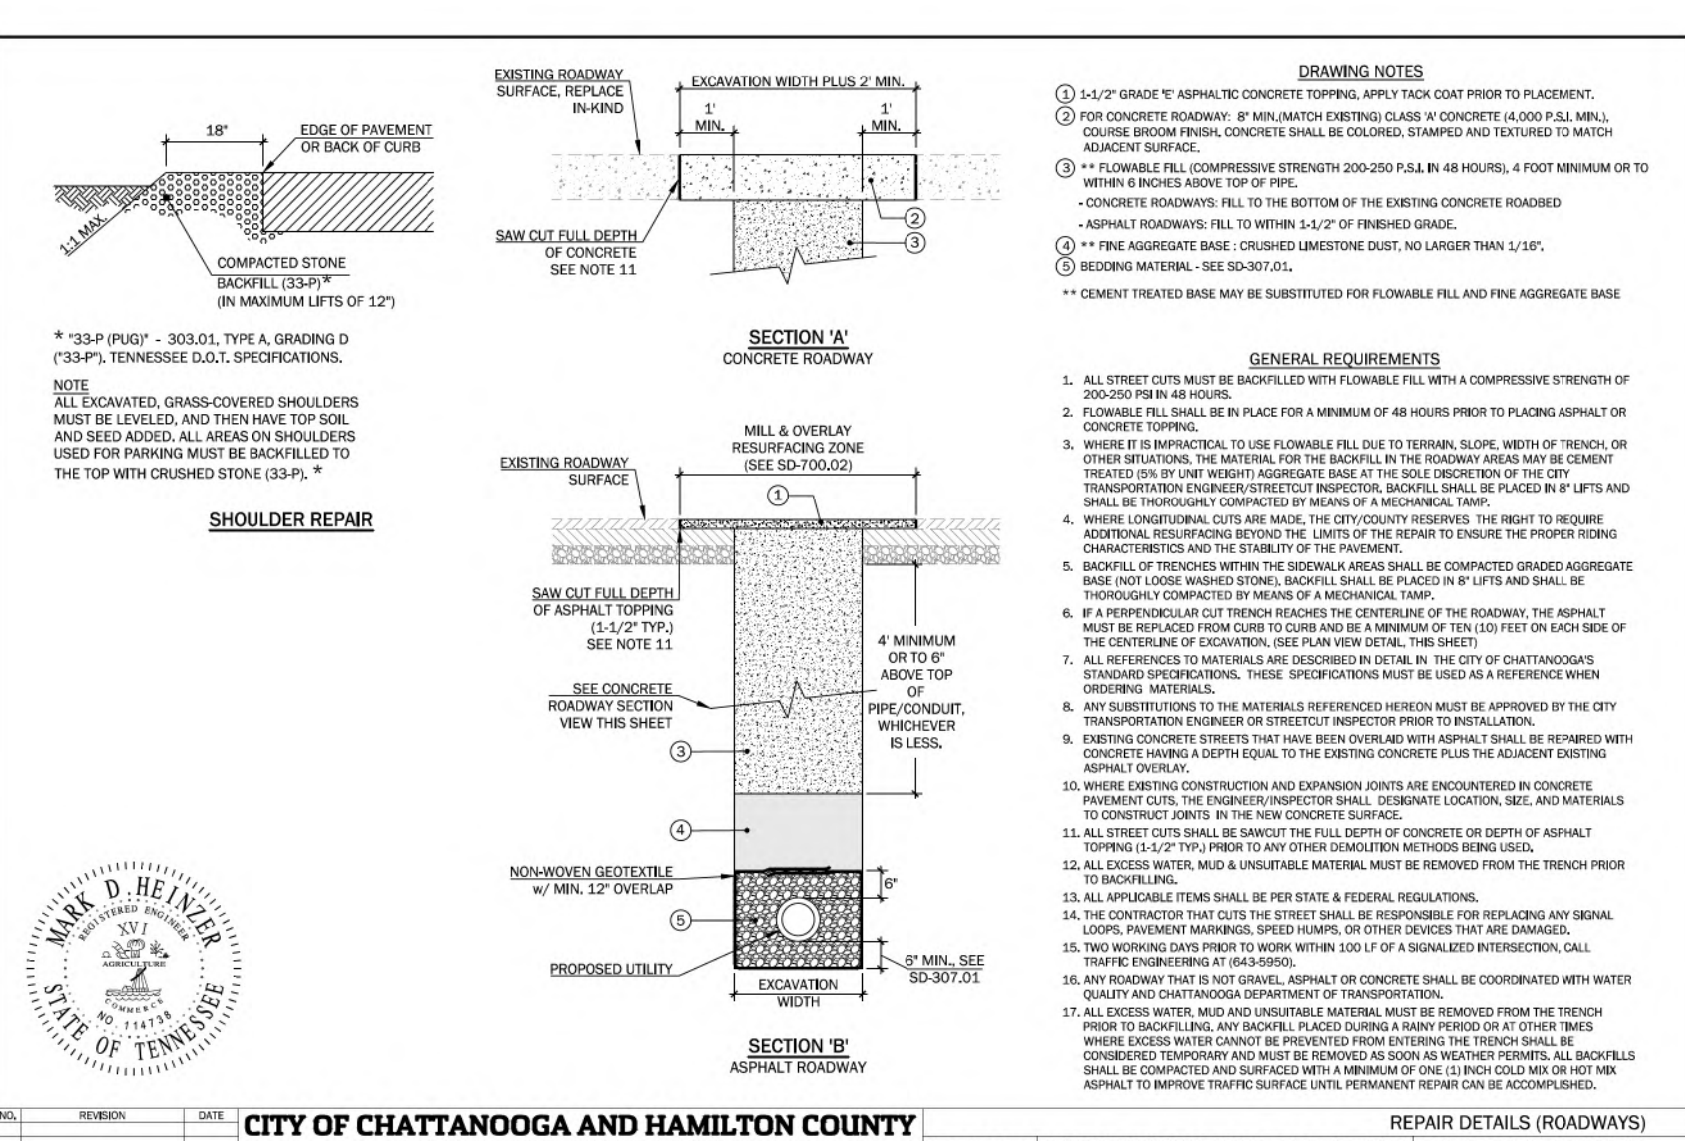 18"
EDGE OF PAVEMENT
OR BACK OF CURB
1:1 MAX.
COMPACTED STONE
BACKFILL (33-P)*
(IN MAXIMUM LIFTS OF 12")
* "33-P (PUG)" - 303.01, TYPE A, GRADING D
("33-P"). TENNESSEE D.O.T. SPECIFICATIONS.
NOTE
ALL EXCAVATED, GRASS-COVERED SHOULDERS
MUST BE LEVELED, AND THEN HAVE TOP SOIL
AND SEED ADDED. ALL AREAS ON SHOULDERS
USED FOR PARKING MUST BE BACKFILLED TO
THE TOP WITH CRUSHED STONE (33-P). *
SHOULDER REPAIR
MARK D. HEINZER
REGISTERED ENGINEER
XVI
AGRICULTURE
COMMERCE
NO. 114738
STATE OF TENNESSEE
EXISTING ROADWAY
SURFACE, REPLACE
IN-KIND
EXCAVATION WIDTH PLUS 2' MIN.
1'
MIN.
1'
MIN.
2
3
SAW CUT FULL DEPTH
OF CONCRETE
SEE NOTE 11
SECTION 'A'
CONCRETE ROADWAY
MILL & OVERLAY
RESURFACING ZONE
(SEE SD-700.02)
EXISTING ROADWAY
SURFACE
1
SAW CUT FULL DEPTH
OF ASPHALT TOPPING
(1-1/2" TYP.)
SEE NOTE 11
4' MINIMUM
OR TO 6"
ABOVE TOP
OF
PIPE/CONDUIT,
WHICHEVER
IS LESS.
SEE CONCRETE
ROADWAY SECTION
VIEW THIS SHEET
3
4
NON-WOVEN GEOTEXTILE
w/ MIN. 12" OVERLAP
6"
5
PROPOSED UTILITY
6" MIN., SEE
SD-307.01
EXCAVATION
WIDTH
SECTION 'B'
ASPHALT ROADWAY
DRAWING NOTES
1 1-1/2" GRADE 'E' ASPHALTIC CONCRETE TOPPING, APPLY TACK COAT PRIOR TO PLACEMENT.
2 FOR CONCRETE ROADWAY: 8" MIN.(MATCH EXISTING) CLASS 'A' CONCRETE (4,000 P.S.I. MIN.),
COURSE BROOM FINISH. CONCRETE SHALL BE COLORED, STAMPED AND TEXTURED TO MATCH
ADJACENT SURFACE.
3 ** FLOWABLE FILL (COMPRESSIVE STRENGTH 200-250 P.S.I. IN 48 HOURS), 4 FOOT MINIMUM OR TO
WITHIN 6 INCHES ABOVE TOP OF PIPE.
- CONCRETE ROADWAYS: FILL TO THE BOTTOM OF THE EXISTING CONCRETE ROADBED
- ASPHALT ROADWAYS: FILL TO WITHIN 1-1/2" OF FINISHED GRADE.
4 ** FINE AGGREGATE BASE : CRUSHED LIMESTONE DUST, NO LARGER THAN 1/16".
5 BEDDING MATERIAL - SEE SD-307.01.
** CEMENT TREATED BASE MAY BE SUBSTITUTED FOR FLOWABLE FILL AND FINE AGGREGATE BASE
GENERAL REQUIREMENTS
1. ALL STREET CUTS MUST BE BACKFILLED WITH FLOWABLE FILL WITH A COMPRESSIVE STRENGTH OF
200-250 PSI IN 48 HOURS.
2. FLOWABLE FILL SHALL BE IN PLACE FOR A MINIMUM OF 48 HOURS PRIOR TO PLACING ASPHALT OR
CONCRETE TOPPING.
3. WHERE IT IS IMPRACTICAL TO USE FLOWABLE FILL DUE TO TERRAIN, SLOPE, WIDTH OF TRENCH, OR
OTHER SITUATIONS, THE MATERIAL FOR THE BACKFILL IN THE ROADWAY AREAS MAY BE CEMENT
TREATED (5% BY UNIT WEIGHT) AGGREGATE BASE AT THE SOLE DISCRETION OF THE CITY
TRANSPORTATION ENGINEER/STREETCUT INSPECTOR. BACKFILL SHALL BE PLACED IN 8" LIFTS AND
SHALL BE THOROUGHLY COMPACTED BY MEANS OF A MECHANICAL TAMP.
4. WHERE LONGITUDINAL CUTS ARE MADE, THE CITY/COUNTY RESERVES THE RIGHT TO REQUIRE
ADDITIONAL RESURFACING BEYOND THE LIMITS OF THE REPAIR TO ENSURE THE PROPER RIDING
CHARACTERISTICS AND THE STABILITY OF THE PAVEMENT.
5. BACKFILL OF TRENCHES WITHIN THE SIDEWALK AREAS SHALL BE COMPACTED GRADED AGGREGATE
BASE (NOT LOOSE WASHED STONE). BACKFILL SHALL BE PLACED IN 8" LIFTS AND SHALL BE
THOROUGHLY COMPACTED BY MEANS OF A MECHANICAL TAMP.
6. IF A PERPENDICULAR CUT TRENCH REACHES THE CENTERLINE OF THE ROADWAY, THE ASPHALT
MUST BE REPLACED FROM CURB TO CURB AND BE A MINIMUM OF TEN (10) FEET ON EACH SIDE OF
THE CENTERLINE OF EXCAVATION. (SEE PLAN VIEW DETAIL, THIS SHEET)
7. ALL REFERENCES TO MATERIALS ARE DESCRIBED IN DETAIL IN THE CITY OF CHATTANOOGA'S
STANDARD SPECIFICATIONS. THESE SPECIFICATIONS MUST BE USED AS A REFERENCE WHEN
ORDERING MATERIALS.
8. ANY SUBSTITUTIONS TO THE MATERIALS REFERENCED HEREON MUST BE APPROVED BY THE CITY
TRANSPORTATION ENGINEER OR STREETCUT INSPECTOR PRIOR TO INSTALLATION.
9. EXISTING CONCRETE STREETS THAT HAVE BEEN OVERLAID WITH ASPHALT SHALL BE REPAIRED WITH
CONCRETE HAVING A DEPTH EQUAL TO THE EXISTING CONCRETE PLUS THE ADJACENT EXISTING
ASPHALT OVERLAY.
10. WHERE EXISTING CONSTRUCTION AND EXPANSION JOINTS ARE ENCOUNTERED IN CONCRETE
PAVEMENT CUTS, THE ENGINEER/INSPECTOR SHALL DESIGNATE LOCATION, SIZE, AND MATERIALS
TO CONSTRUCT JOINTS IN THE NEW CONCRETE SURFACE.
11. ALL STREET CUTS SHALL BE SAWCUT THE FULL DEPTH OF CONCRETE OR DEPTH OF ASPHALT
TOPPING (1-1/2" TYP.) PRIOR TO ANY OTHER DEMOLITION METHODS BEING USED.
12. ALL EXCESS WATER, MUD & UNSUITABLE MATERIAL MUST BE REMOVED FROM THE TRENCH PRIOR
TO BACKFILLING.
13. ALL APPLICABLE ITEMS SHALL BE PER STATE & FEDERAL REGULATIONS.
14. THE CONTRACTOR THAT CUTS THE STREET SHALL BE RESPONSIBLE FOR REPLACING ANY SIGNAL
LOOPS, PAVEMENT MARKINGS, SPEED HUMPS, OR OTHER DEVICES THAT ARE DAMAGED.
15. TWO WORKING DAYS PRIOR TO WORK WITHIN 100 LF OF A SIGNALIZED INTERSECTION, CALL
TRAFFIC ENGINEERING AT (643-5950).
16. ANY ROADWAY THAT IS NOT GRAVEL, ASPHALT OR CONCRETE SHALL BE COORDINATED WITH WATER
QUALITY AND CHATTANOOGA DEPARTMENT OF TRANSPORTATION.
17. ALL EXCESS WATER, MUD AND UNSUITABLE MATERIAL MUST BE REMOVED FROM THE TRENCH
PRIOR TO BACKFILLING. ANY BACKFILL PLACED DURING A RAINY PERIOD OR AT OTHER TIMES
WHERE EXCESS WATER CANNOT BE PREVENTED FROM ENTERING THE TRENCH SHALL BE
CONSIDERED TEMPORARY AND MUST BE REMOVED AS SOON AS WEATHER PERMITS. ALL BACKFILLS
SHALL BE COMPACTED AND SURFACED WITH A MINIMUM OF ONE (1) INCH COLD MIX OR HOT MIX
ASPHALT TO IMPROVE TRAFFIC SURFACE UNTIL PERMANENT REPAIR CAN BE ACCOMPLISHED.
NO. REVISION DATE
CITY OF CHATTANOOGA AND HAMILTON COUNTY
REPAIR DETAILS (ROADWAYS)